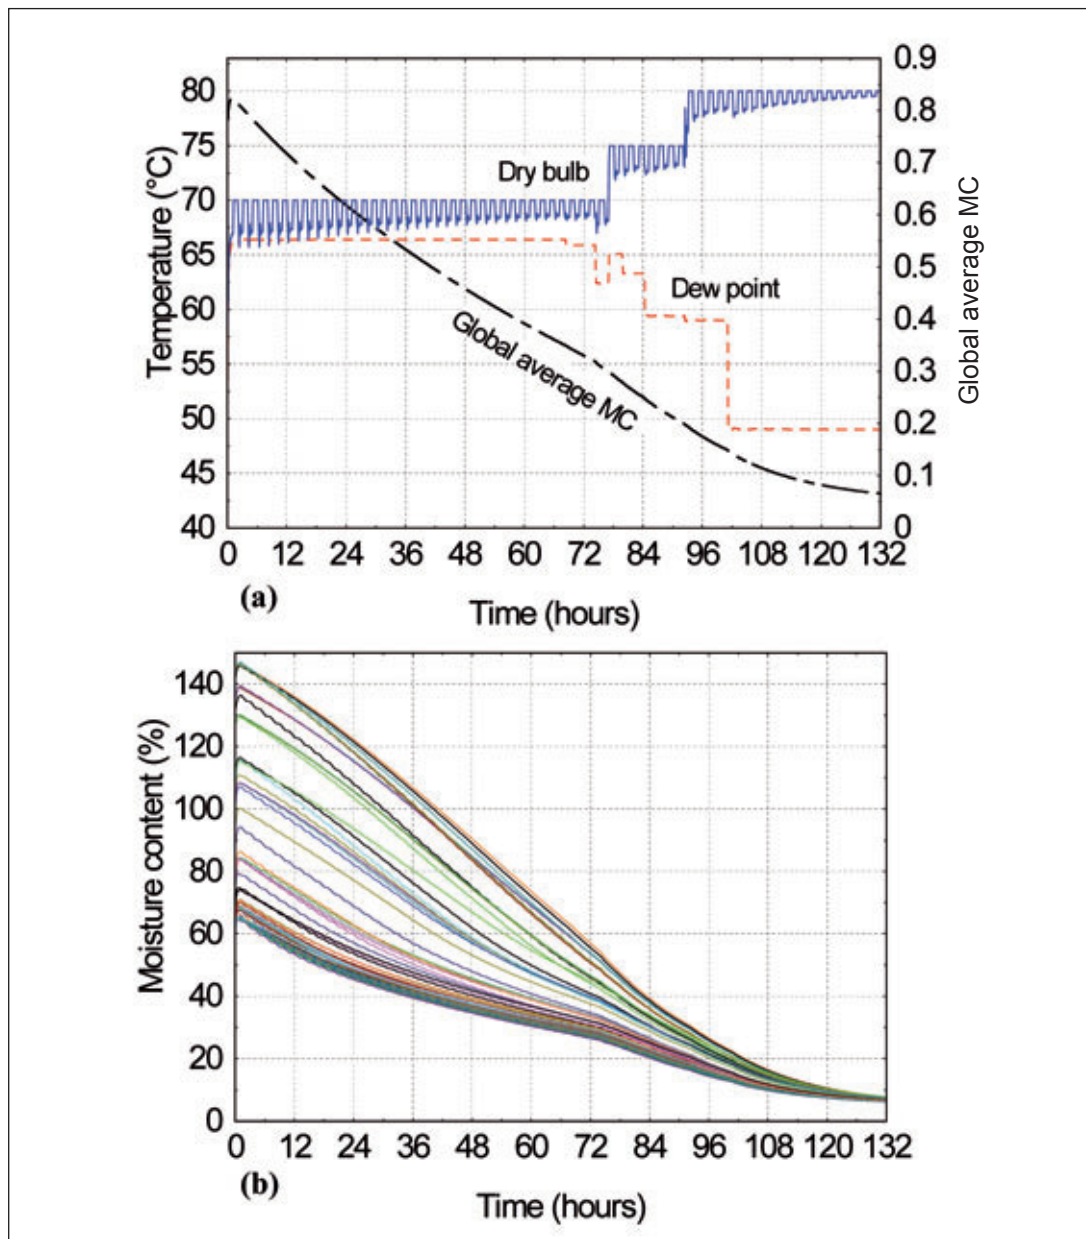 80
75
70
65
60
55
50
45
40
0.9
0.8
0.7
0.6
0.5
0.4
0.3
0.2
0.1
0
Temperature (°C)
Global average MC
Dry bulb
Dew point
Global average MC
0 12 24 36 48 60 72 84 96 108 120 132
(a)
Time (hours)
140
120
100
80
60
40
20
0
Moisture content (%)
0 12 24 36 48 60 72 84 96 108 120 132
(b)
Time (hours)